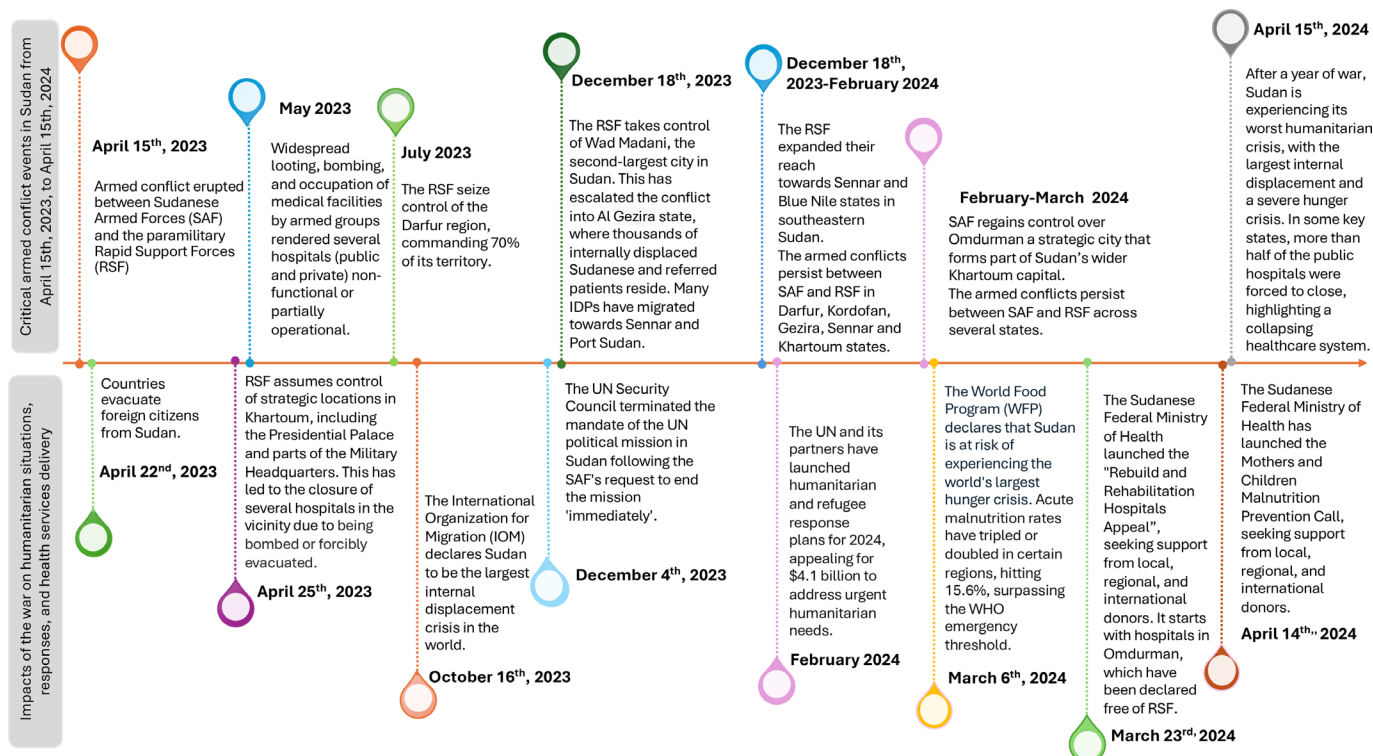 Critical armed conflict events in Sudan from
April 15th, 2023, to April 15th, 2024
April 15th, 2023
Armed conflict erupted
between Sudanese
Armed Forces (SAF)
and the paramilitary
Rapid Support Forces
(RSF)
May 2023
Widespread
looting, bombing,
and occupation of
medical facilities
by armed groups
rendered several
hospitals (public
and private) non-
functional or
partially
operational.
July 2023
The RSF seize
control of the
Darfur region,
commanding 70%
of its territory.
December 18th, 2023
The RSF takes control
of Wad Madani, the
second-largest city in
Sudan. This has
escalated the conflict
into Al Gezira state,
where thousands of
internally displaced
Sudanese and referred
patients reside. Many
IDPs have migrated
towards Sennar and
Port Sudan.
December 18th,
2023-February 2024
The RSF
expanded their
reach
towards Sennar and
Blue Nile states in
southeastern
Sudan.
The armed conflicts
persist between
SAF and RSF in
Darfur, Kordofan,
Gezira, Sennar and
Khartoum states.
February-March 2024
SAF regains control over
Omdurman a strategic city that
forms part of Sudan's wider
Khartoum capital.
The armed conflicts persist
between SAF and RSF across
several states.
April 15th, 2024
After a year of war,
Sudan is
experiencing its
worst humanitarian
crisis, with the
largest internal
displacement and
a severe hunger
crisis. In some key
states, more than
half of the public
hospitals were
forced to close,
highlighting a
collapsing
healthcare system.
Impacts of the war on humanitarian situations,
responses, and health services delivery
Countries
evacuate
foreign citizens
from Sudan.
April 22nd, 2023
RSF assumes control
of strategic locations in
Khartoum, including
the Presidential Palace
and parts of the Military
Headquarters. This has
led to the closure of
several hospitals in the
vicinity due to being
bombed or forcibly
evacuated.
April 25th, 2023
The International
Organization for
Migration (IOM)
declares Sudan
to be the largest
internal
displacement
crisis in the
world.
October 16th, 2023
The UN Security
Council terminated the
mandate of the UN
political mission in
Sudan following the
SAF's request to end
the mission
'immediately'.
December 4th, 2023
The UN and its
partners have
launched
humanitarian
and refugee
response
plans for 2024,
appealing for
$4.1 billion to
address urgent
humanitarian
needs.
February 2024
The World Food
Program (WFP)
declares that Sudan
is at risk of
experiencing the
world's largest
hunger crisis. Acute
malnutrition rates
have tripled or
doubled in certain
regions, hitting
15.6%, surpassing
the WHO
emergency
threshold.
March 6th, 2024
The Sudanese
Federal Ministry
of Health
launched the
"Rebuild and
Rehabilitation
Hospitals
Appeal",
seeking support
from local,
regional, and
international
donors. It starts
with hospitals in
Omdurman,
which have
been declared
free of RSF.
March 23rd, 2024
The Sudanese
Federal Ministry of
Health has
launched the
Mothers and
Children
Malnutrition
Prevention Call,
seeking support
from local,
regional, and
international
donors.
April 14th,, 2024